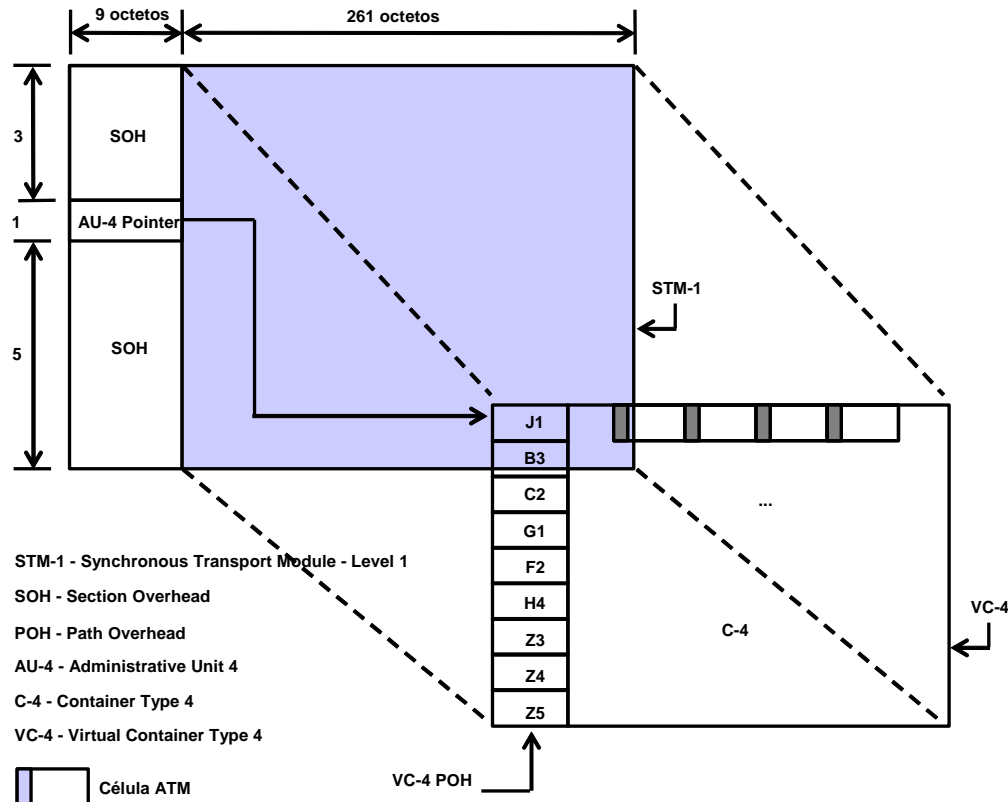 9 octetos
261 octetos
3
SOH
1
AU-4 Pointer
STM-1
5
SOH
J1
B3
C2
...
G1
STM-1 - Synchronous Transport Module - Level 1
F2
SOH - Section Overhead
H4
VC-4
POH - Path Overhead
Z3
C-4
AU-4 - Administrative Unit 4
Z4
C-4 - Container Type 4
Z5
VC-4 - Virtual Container Type 4
VC-4 POH
Célula ATM